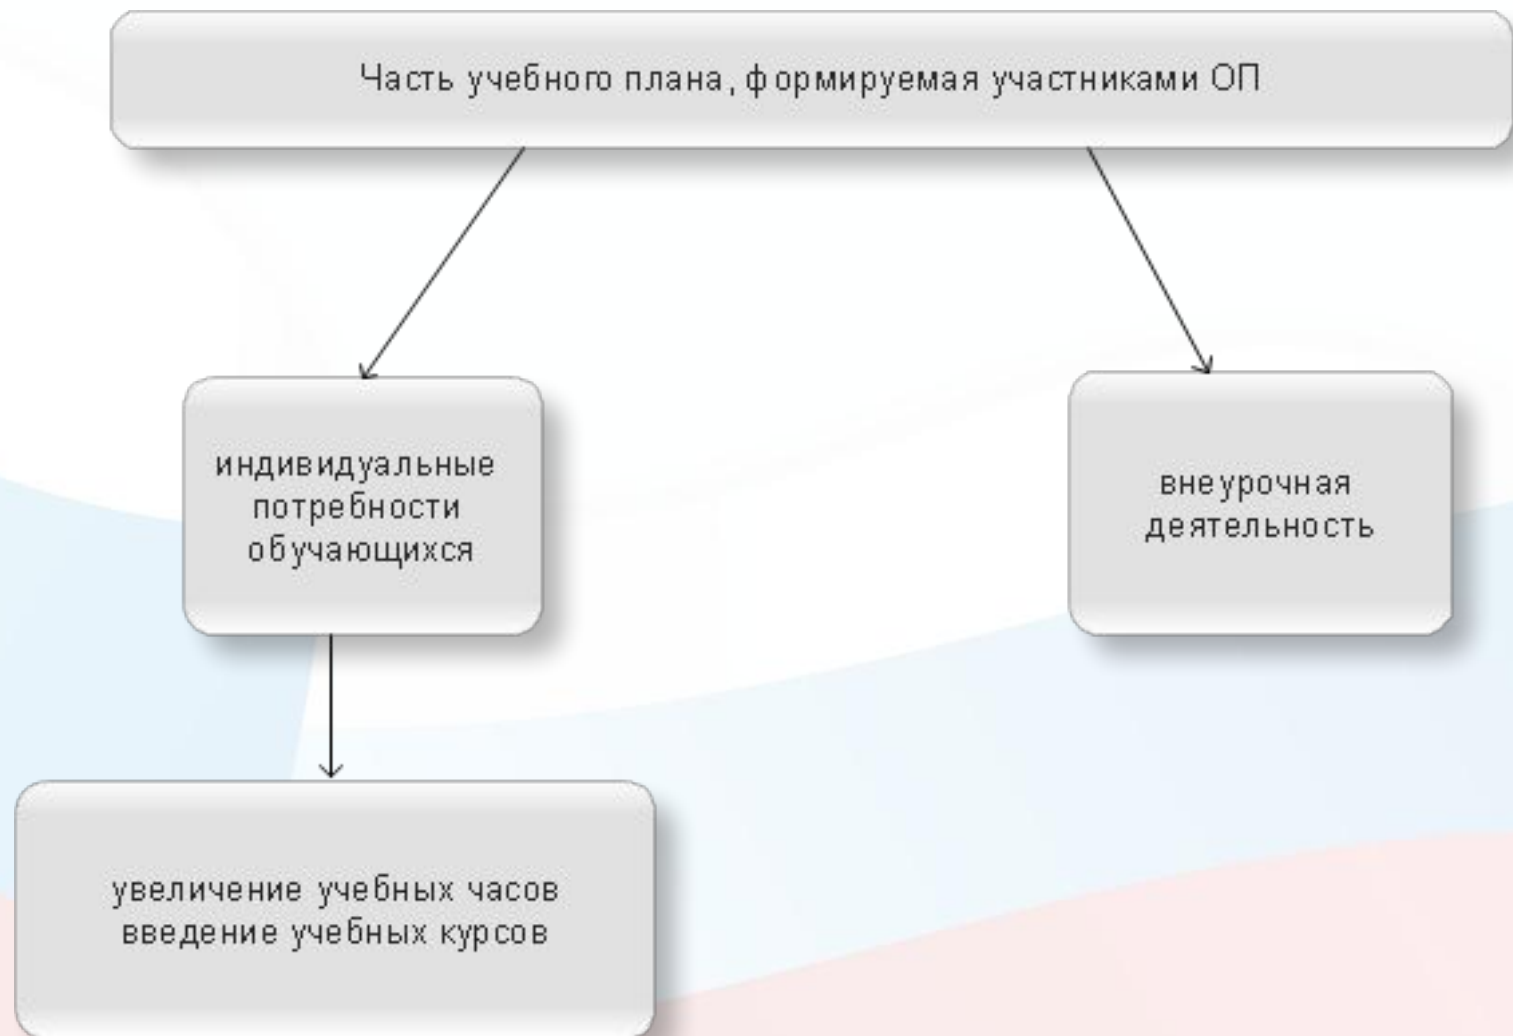 Часть учебного плана, формируемая участниками ОП
индивидуальные
потребности
обучающихся
внеурочная
деятельность
увеличение учебных часов
введение учебных курсов